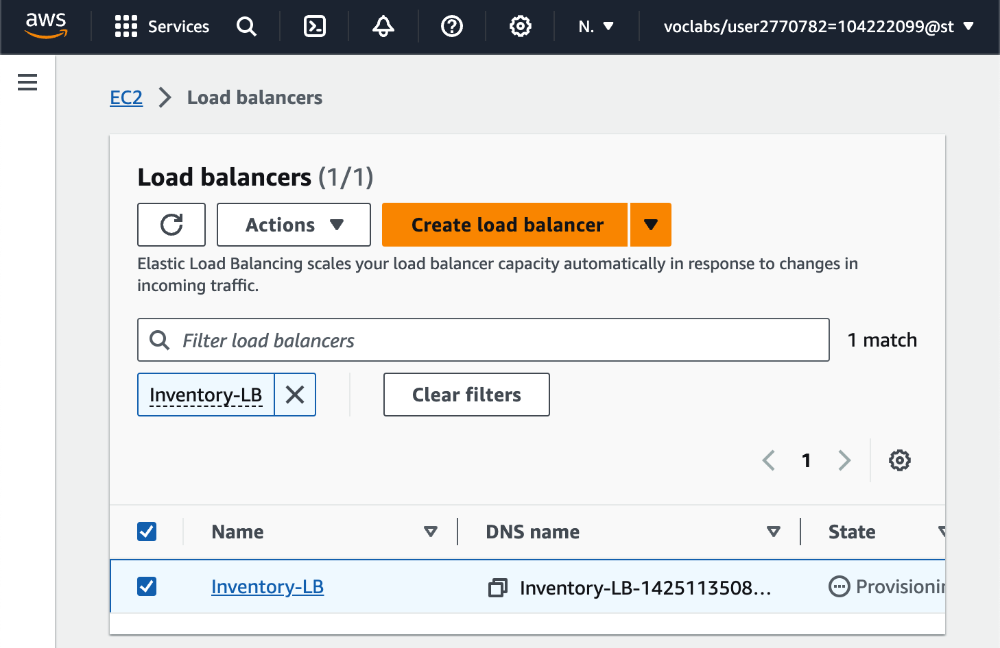 aws
Services
N.
voclabs/user2770782=104222099@st
EC2 > Load balancers
Load balancers (1/1)
Actions
Create load balancer
Elastic Load Balancing scales your load balancer capacity automatically in response to changes in
incoming traffic.
Filter load balancers
1 match
Inventory-LB
Clear filters
1
Name DNS name State
Inventory-LB Inventory-LB-1425113508... Provisionin